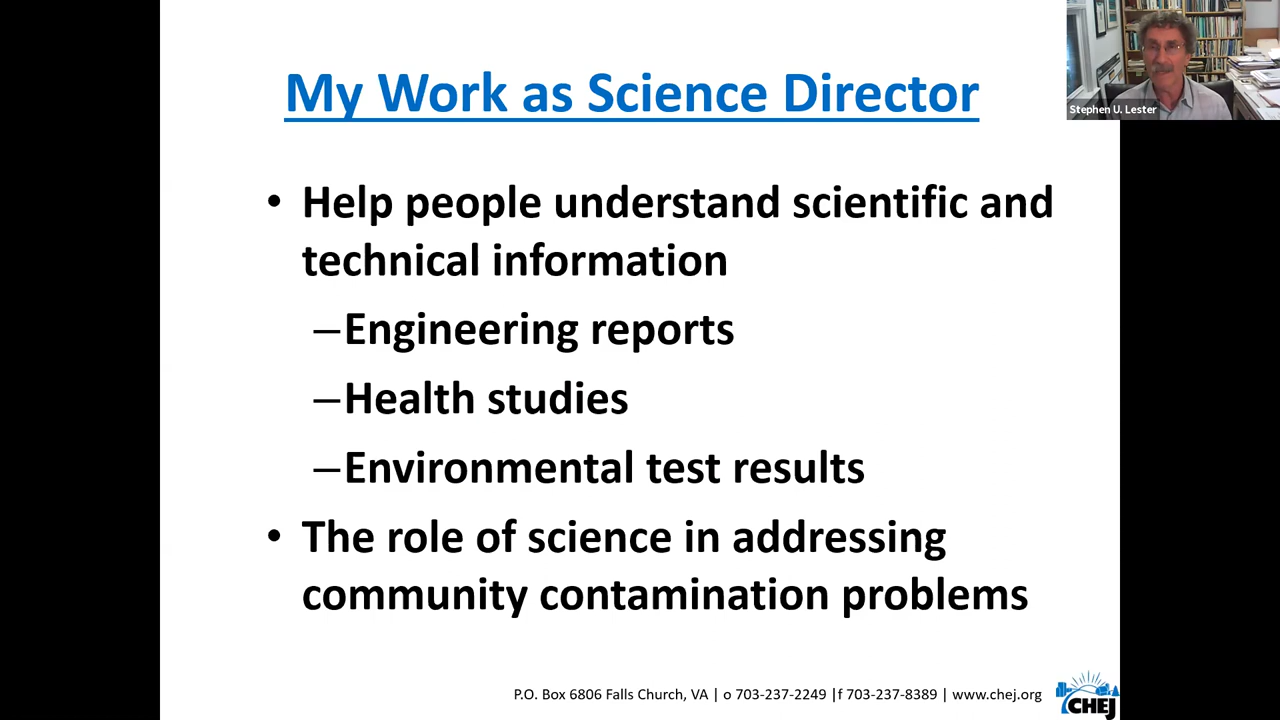 My Work as Science Director
Stephen U. Lester
• Help people understand scientific and
technical information
–Engineering reports
–Health studies
–Environmental test results
• The role of science in addressing
community contamination problems
P.O. Box 6806 Falls Church, VA | o 703-237-2249 |f 703-237-8389 | www.chej.org
CHEJ